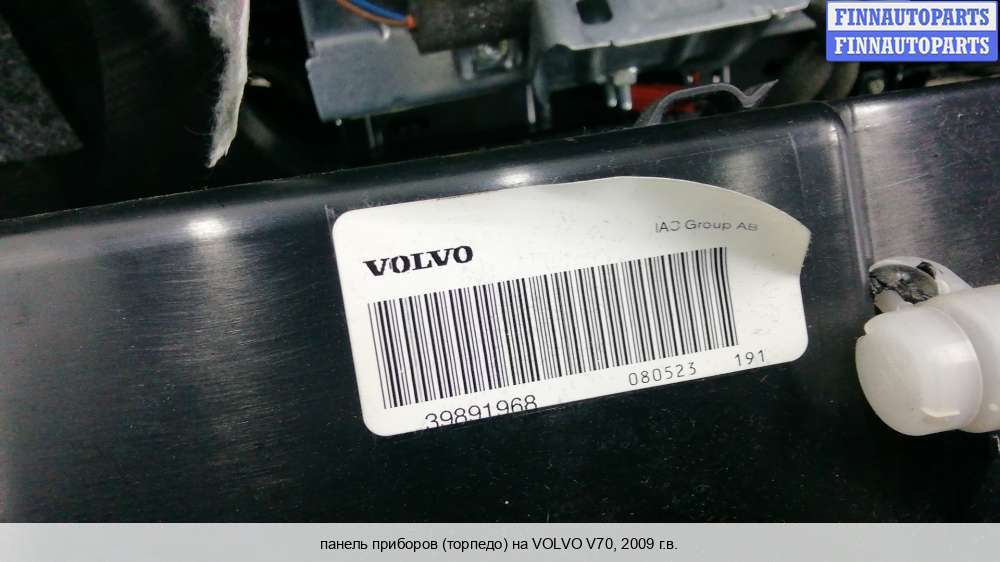 FINNAUTOPARTS
FINNAUTOPARTS
IAC Group AB
VOLVO
080523 191
39891968
панель приборов (торпедо) на VOLVO V70, 2009 г.в.